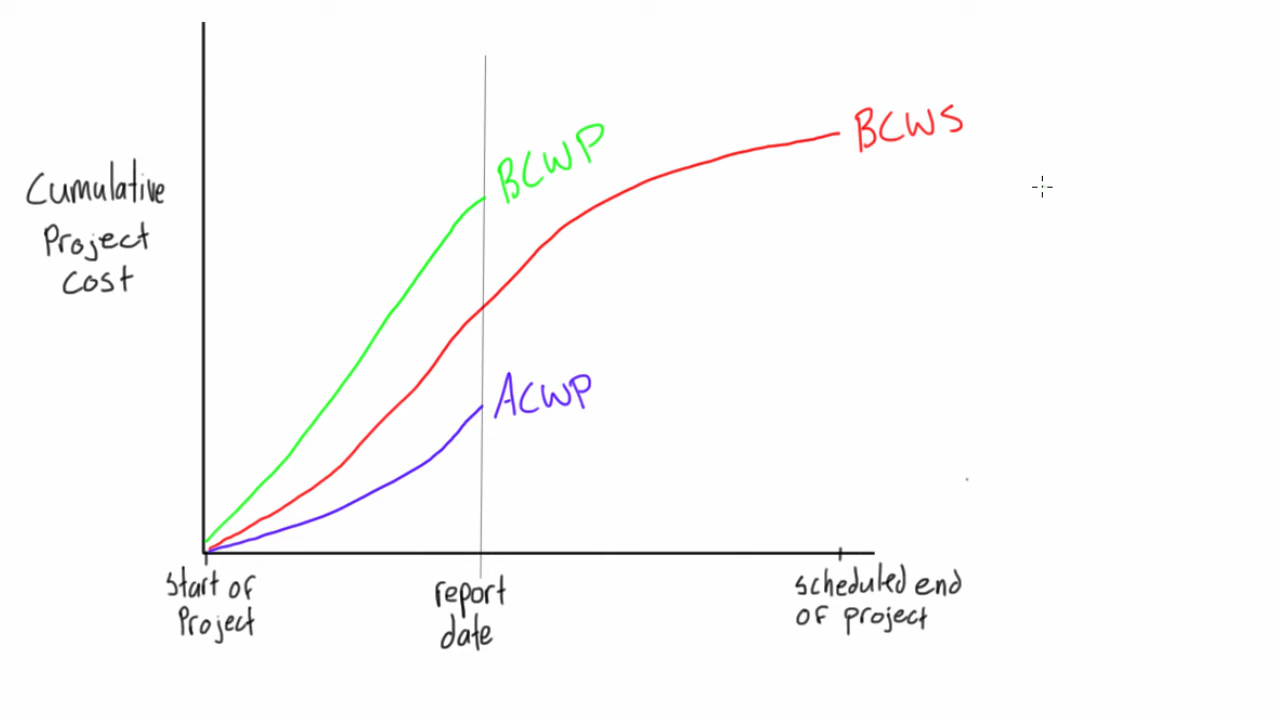 BCWP
BCWS
Cumulative
Project
Cost
ACWP
start of
Project
report
date
scheduled end
of project